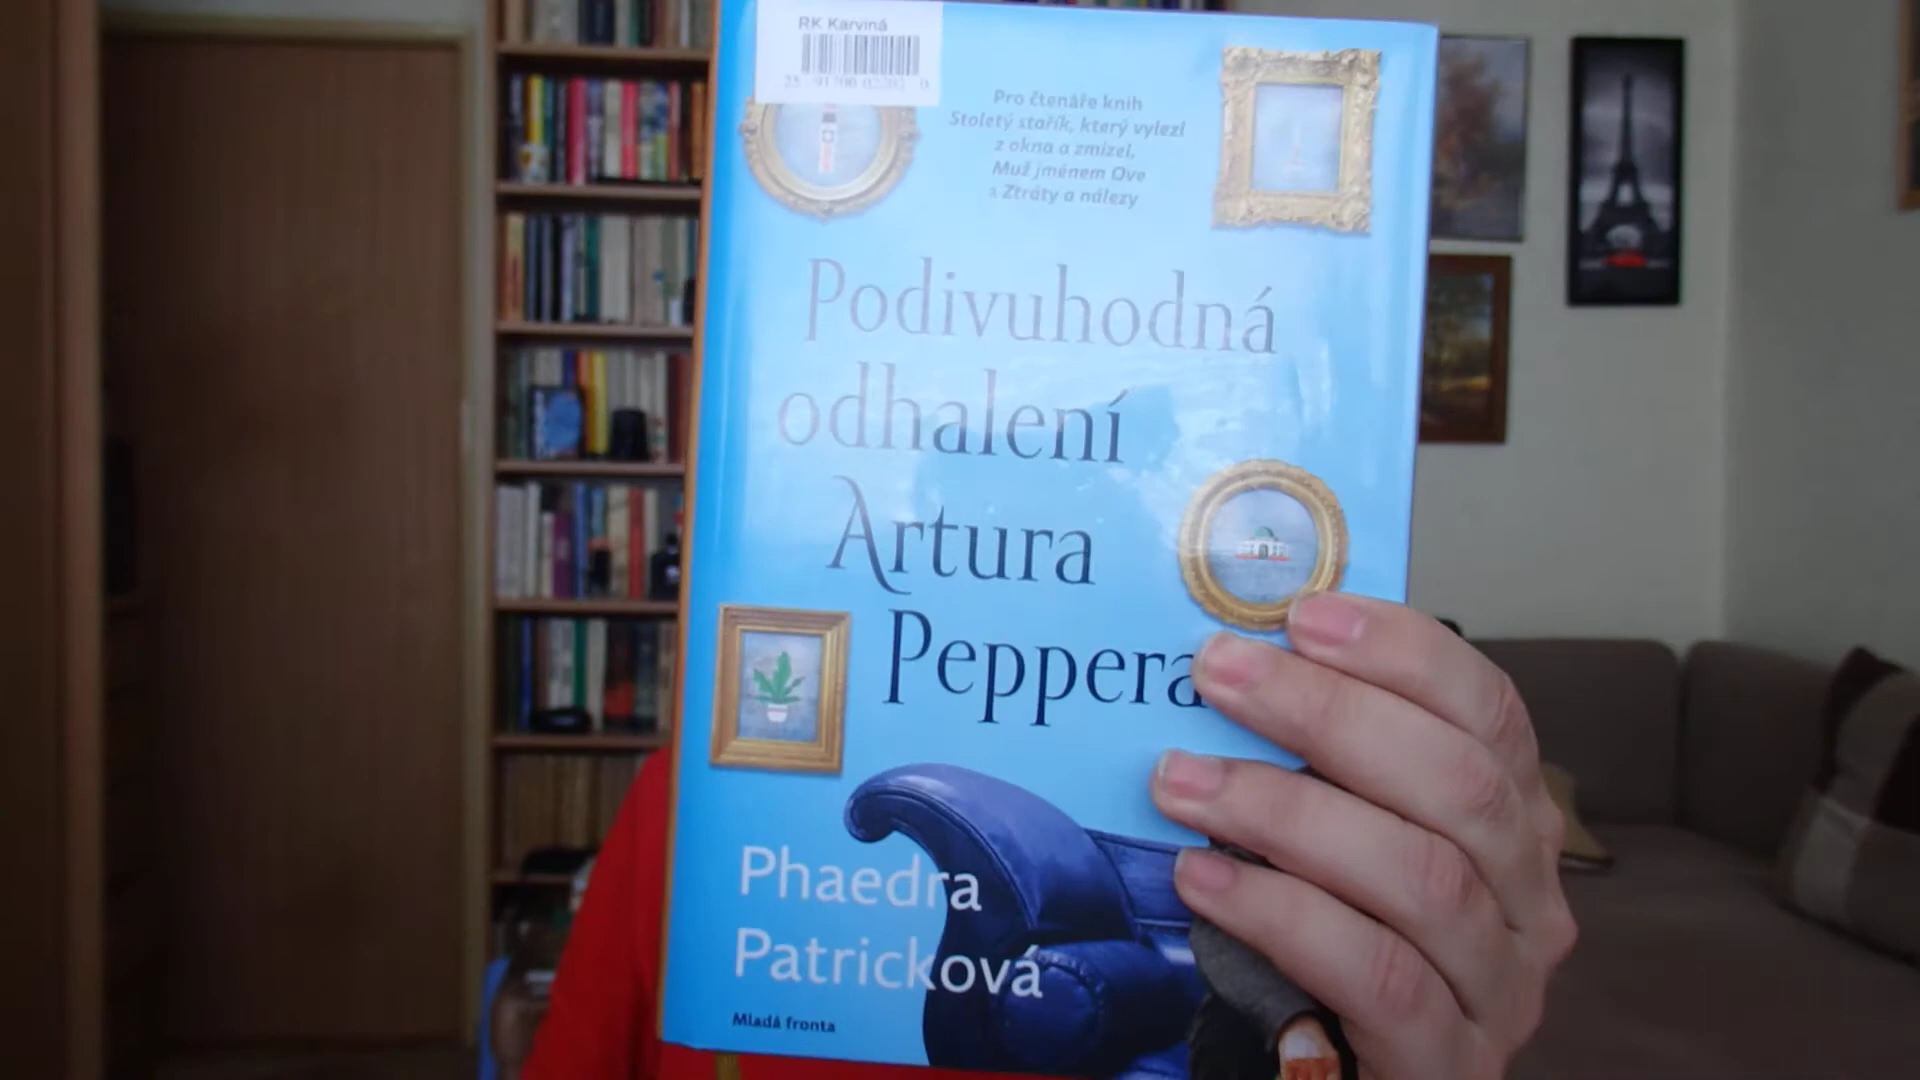 RK Karviná
Pro čtenáře knih
Stoletý stařík, který vylezl
z okna a zmizel,
Muž jménem Ove
a Ztráty a nálezy
Podivuhodná
odhalení
Artura
Peppera
Phaedra
Patricková
Mladá fronta